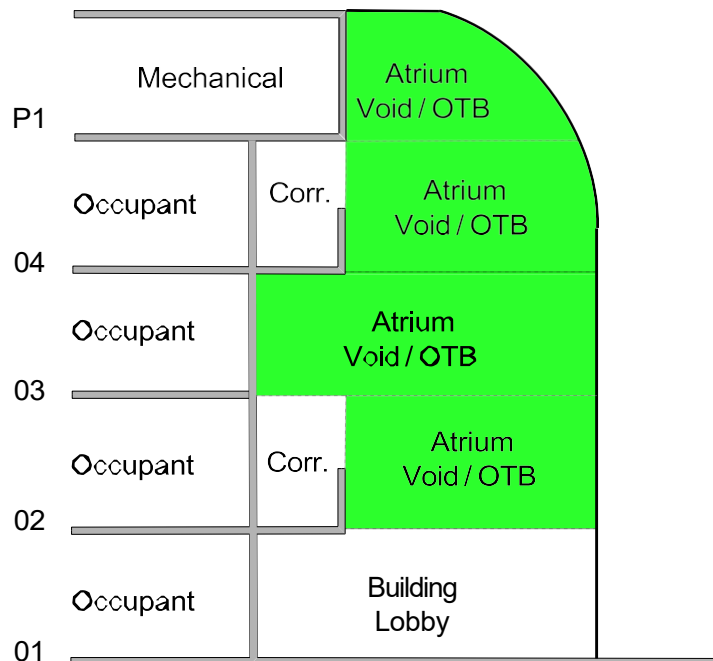 Mechanical
Atrium
Void / OTB
P1
Occupant
Corr.
Atrium
Void / OTB
04
Occupant
Atrium
Void / OTB
03
Occupant
Corr.
Atrium
Void / OTB
02
Occupant
Building
Lobby
01